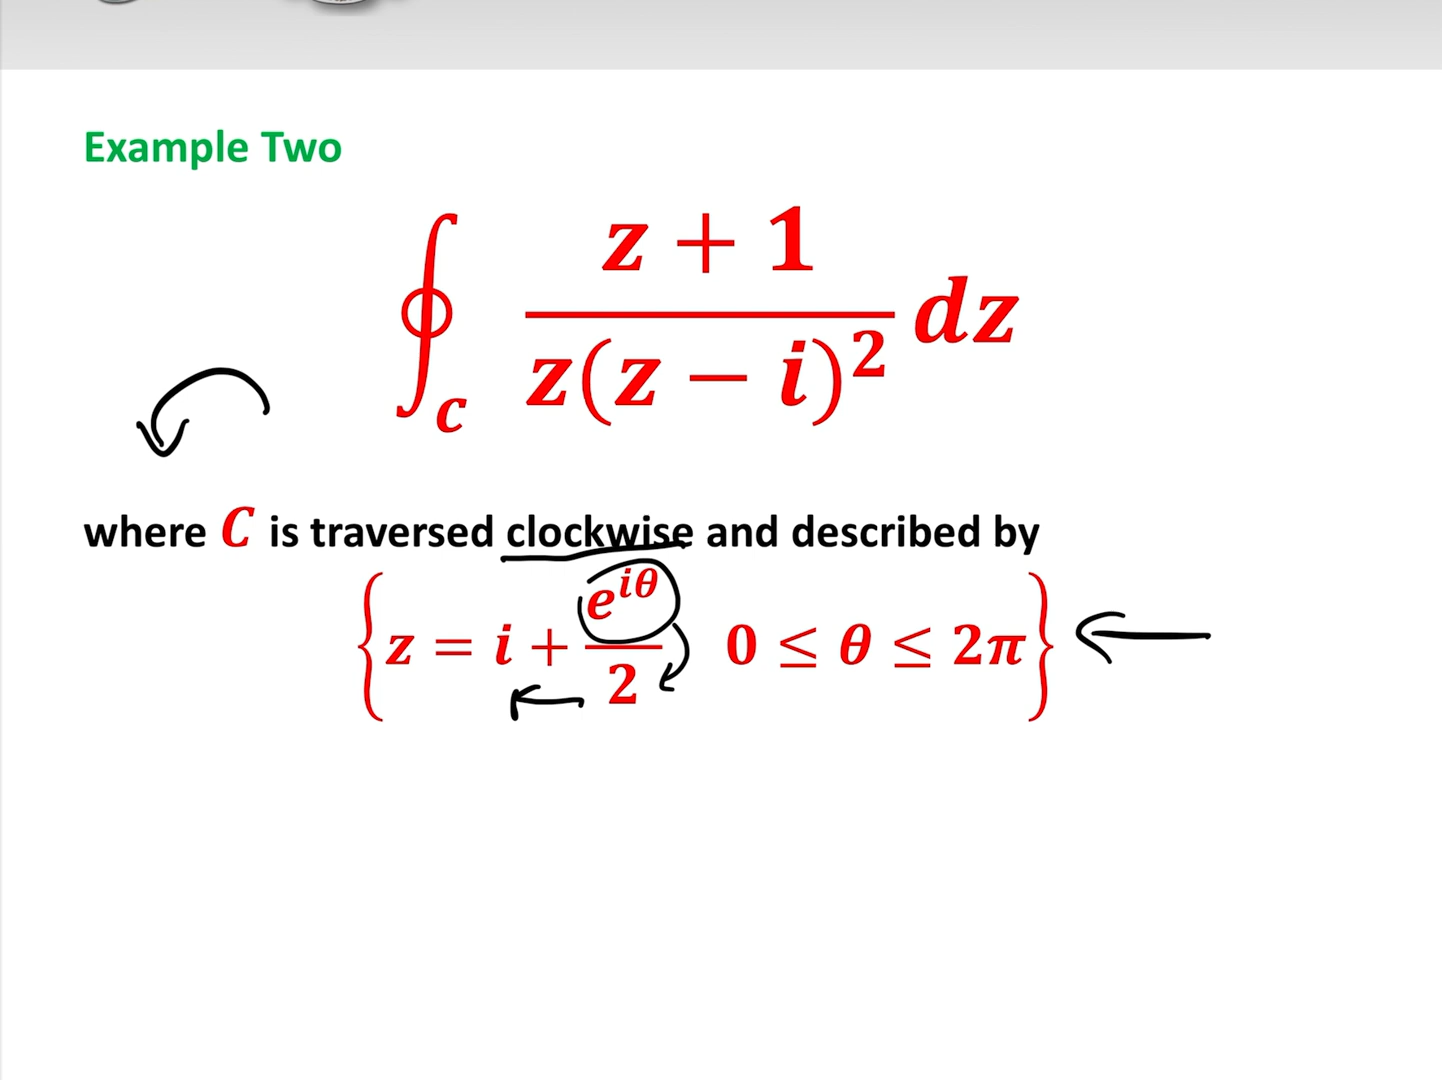 Example Two
∮_C (z + 1) / (z(z − i)²) dz
where C is traversed clockwise and described by
{z = i + e^{iθ}/2 0 ≤ θ ≤ 2π}